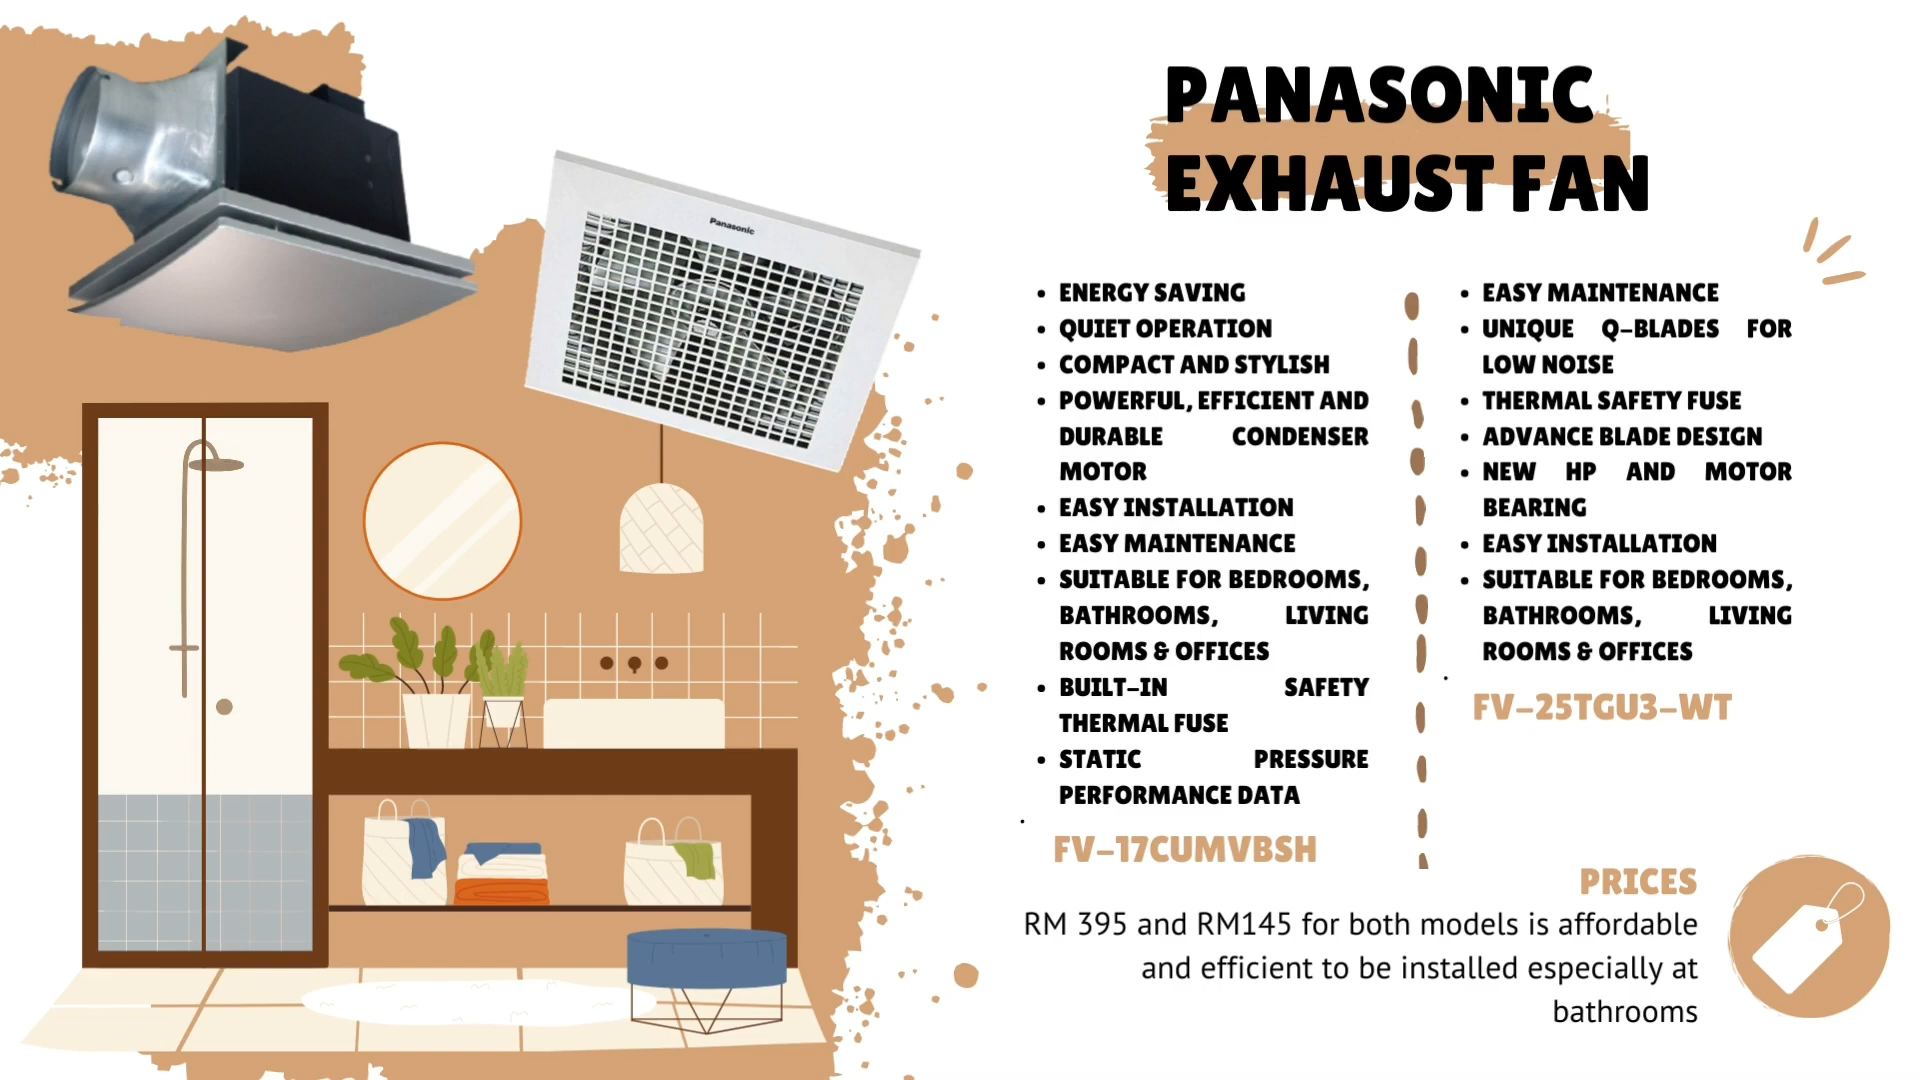 Panasonic
PANASONIC
EXHAUST FAN
• ENERGY SAVING
• QUIET OPERATION
• COMPACT AND STYLISH
• POWERFUL, EFFICIENT AND
DURABLE CONDENSER
MOTOR
• EASY INSTALLATION
• EASY MAINTENANCE
• SUITABLE FOR BEDROOMS,
BATHROOMS, LIVING
ROOMS & OFFICES
• BUILT-IN SAFETY
THERMAL FUSE
• STATIC PRESSURE
PERFORMANCE DATA
.
FV-17CUMVBSH
• EASY MAINTENANCE
• UNIQUE Q-BLADES FOR
LOW NOISE
• THERMAL SAFETY FUSE
• ADVANCE BLADE DESIGN
• NEW HP AND MOTOR
BEARING
• EASY INSTALLATION
• SUITABLE FOR BEDROOMS,
BATHROOMS, LIVING
ROOMS & OFFICES
.
FV-25TGU3-WT
PRICES
RM 395 and RM145 for both models is affordable
and efficient to be installed especially at
bathrooms